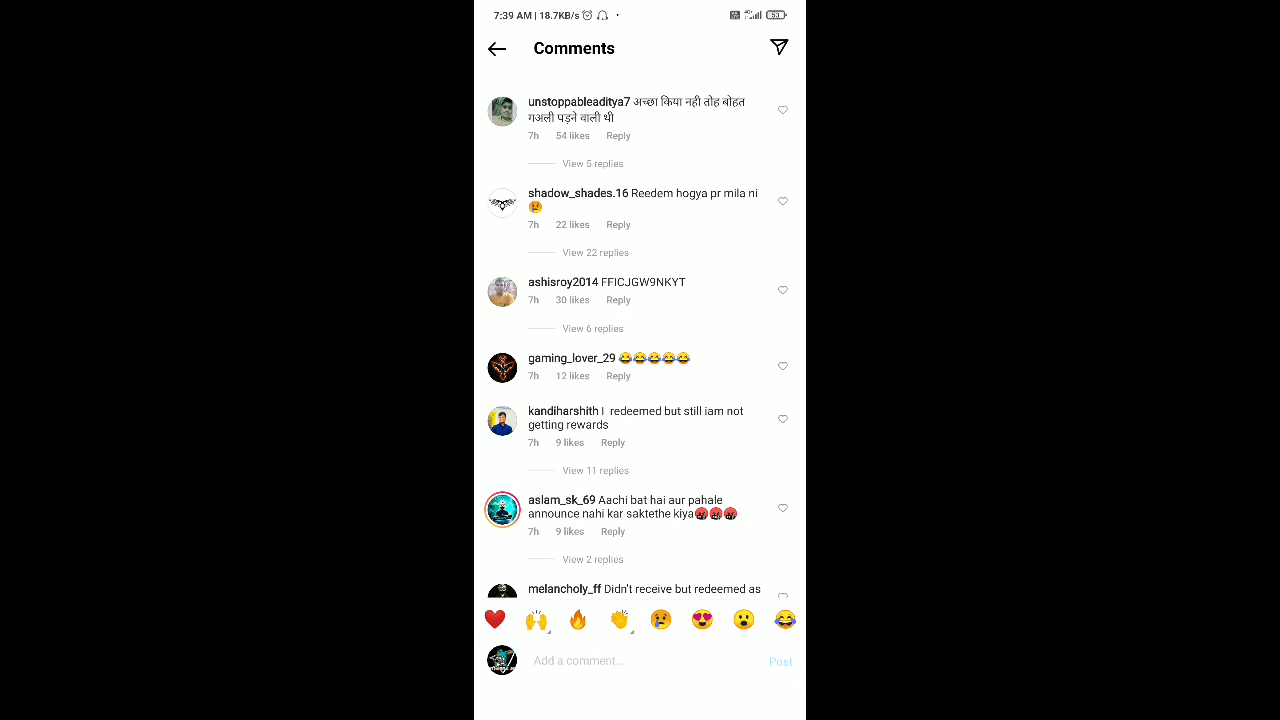 7:39 AM | 18.7KB/s
4G+
53
Comments
unstoppableaditya7 अच्छा किया नही तोह बोहत
गअली पड़ने वाली थी
7h 54 likes Reply
View 5 replies
shadow_shades.16 Reedem hogya pr mila ni
😢
7h 22 likes Reply
View 22 replies
ashisroy2014 FFICJGW9NKYT
7h 30 likes Reply
View 6 replies
gaming_lover_29 😂😂😂😂😂
7h 12 likes Reply
kandiharshith I redeemed but still iam not
getting rewards
7h 9 likes Reply
View 11 replies
aslam_sk_69 Aachi bat hai aur pahale
announce nahi kar saktethe kiya🤬🤬🤬
7h 9 likes Reply
View 2 replies
melancholy_ff Didn't receive but redeemed as
❤️ 🙌 🔥 👏 😢 😍 😮 😂
Add a comment...
Post